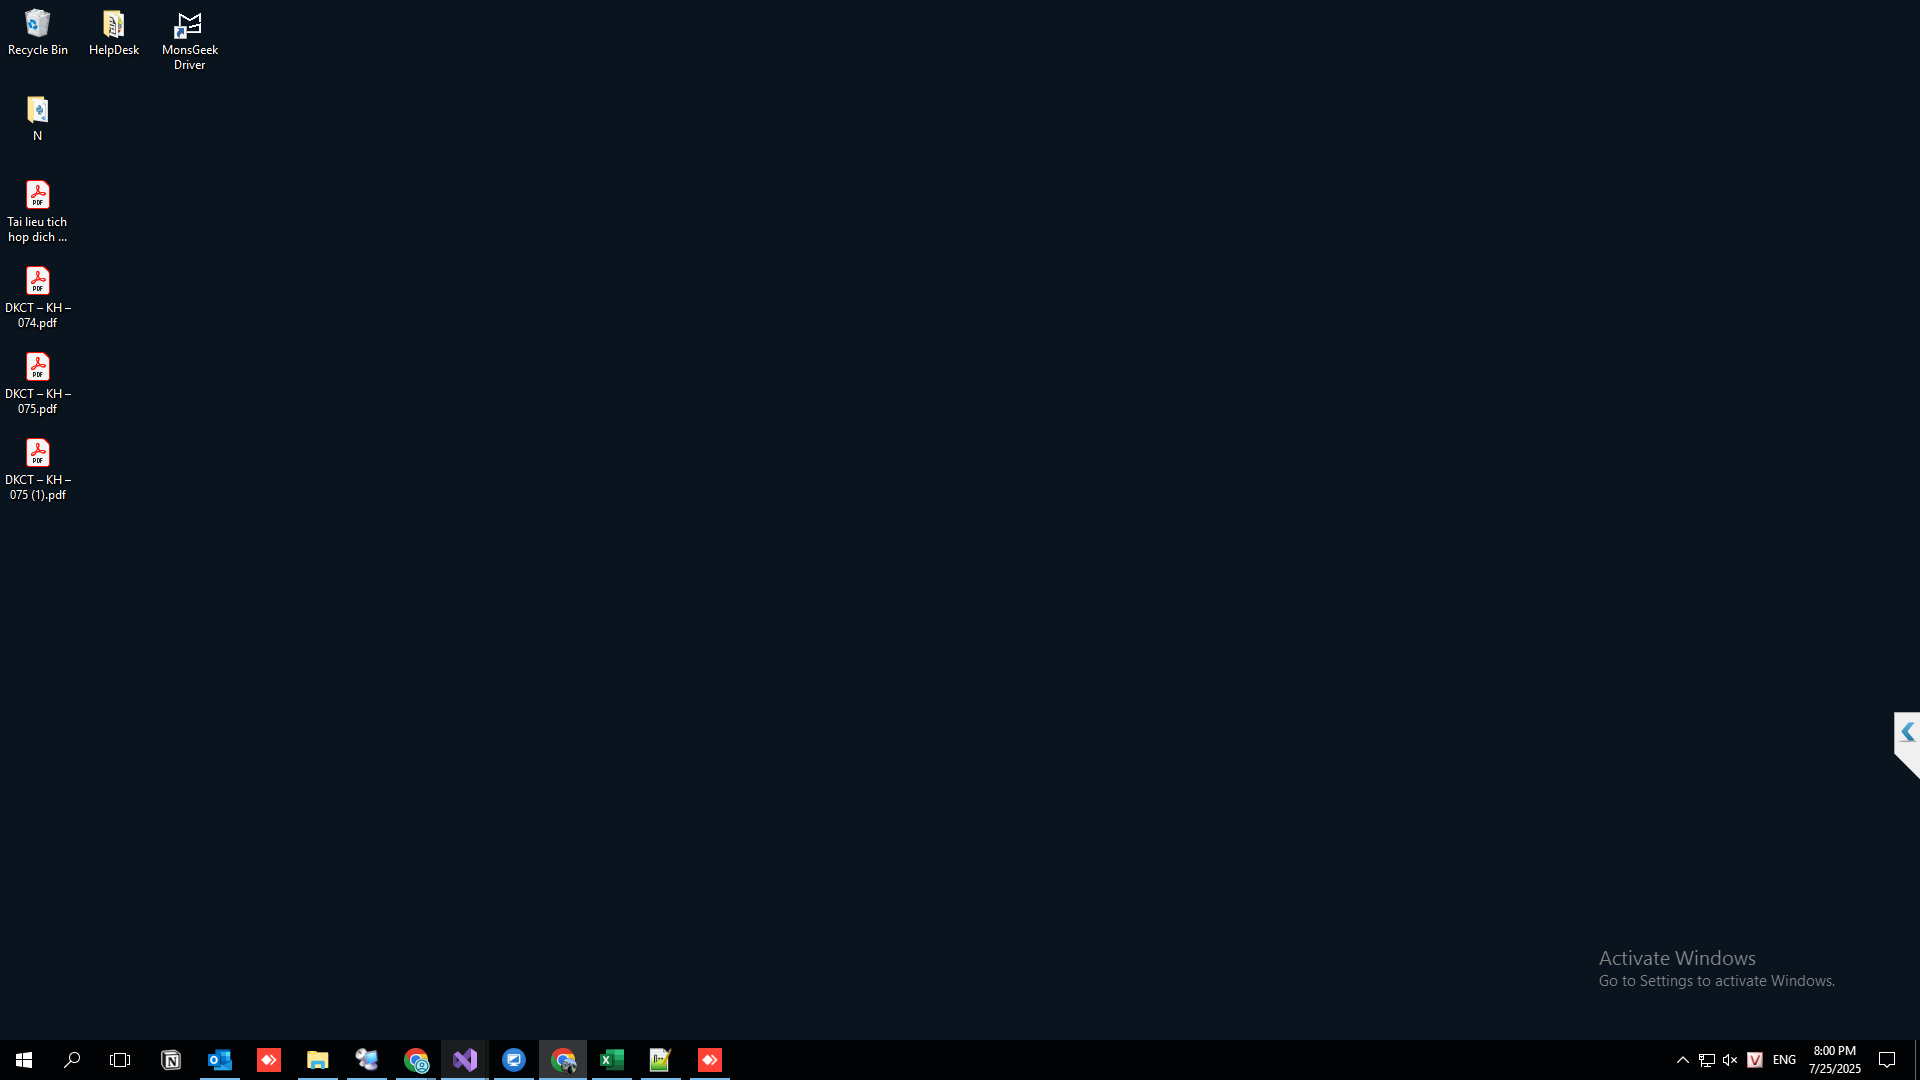 Recycle Bin
HelpDesk
MonsGeek
Driver
N
Tai lieu tich
hop dich ...
DKCT – KH –
074.pdf
DKCT – KH –
075.pdf
DKCT – KH –
075 (1).pdf
Activate Windows
Go to Settings to activate Windows.
ENG
8:00 PM
7/25/2025